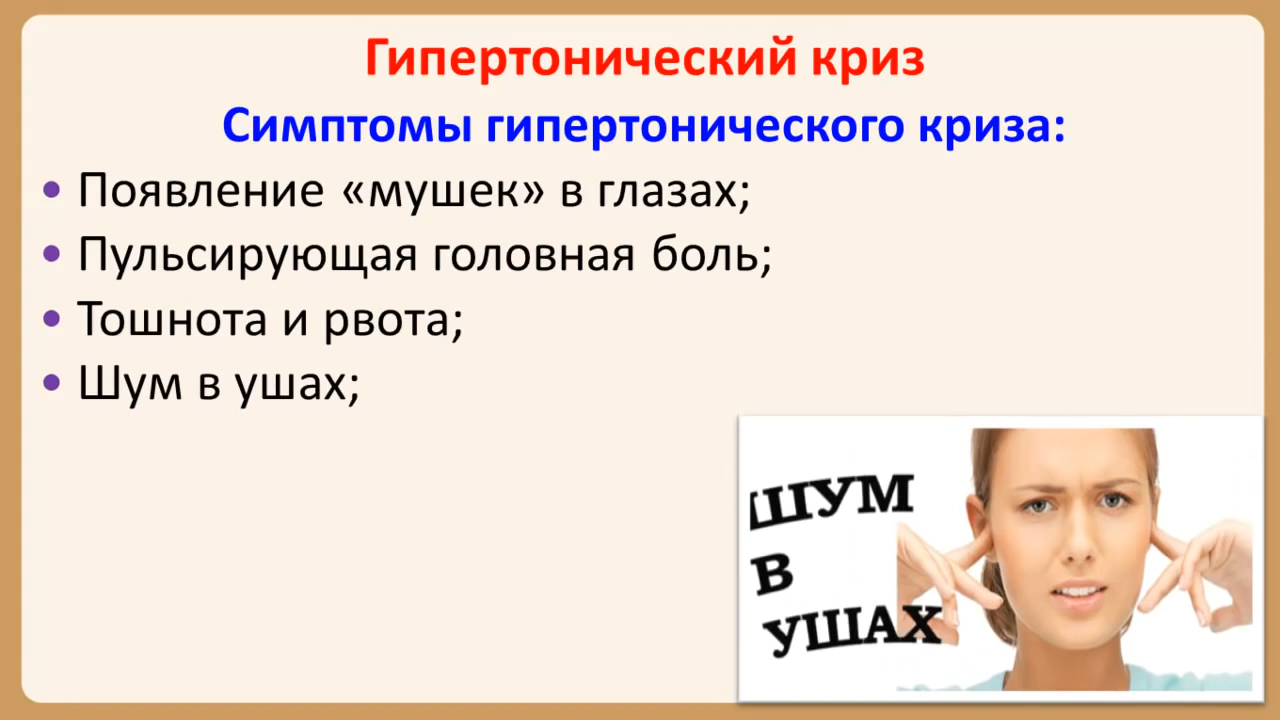 Гипертонический криз
Симптомы гипертонического криза:
• Появление «мушек» в глазах;
• Пульсирующая головная боль;
• Тошнота и рвота;
• Шум в ушах;
ШУМ
В
УШАХ